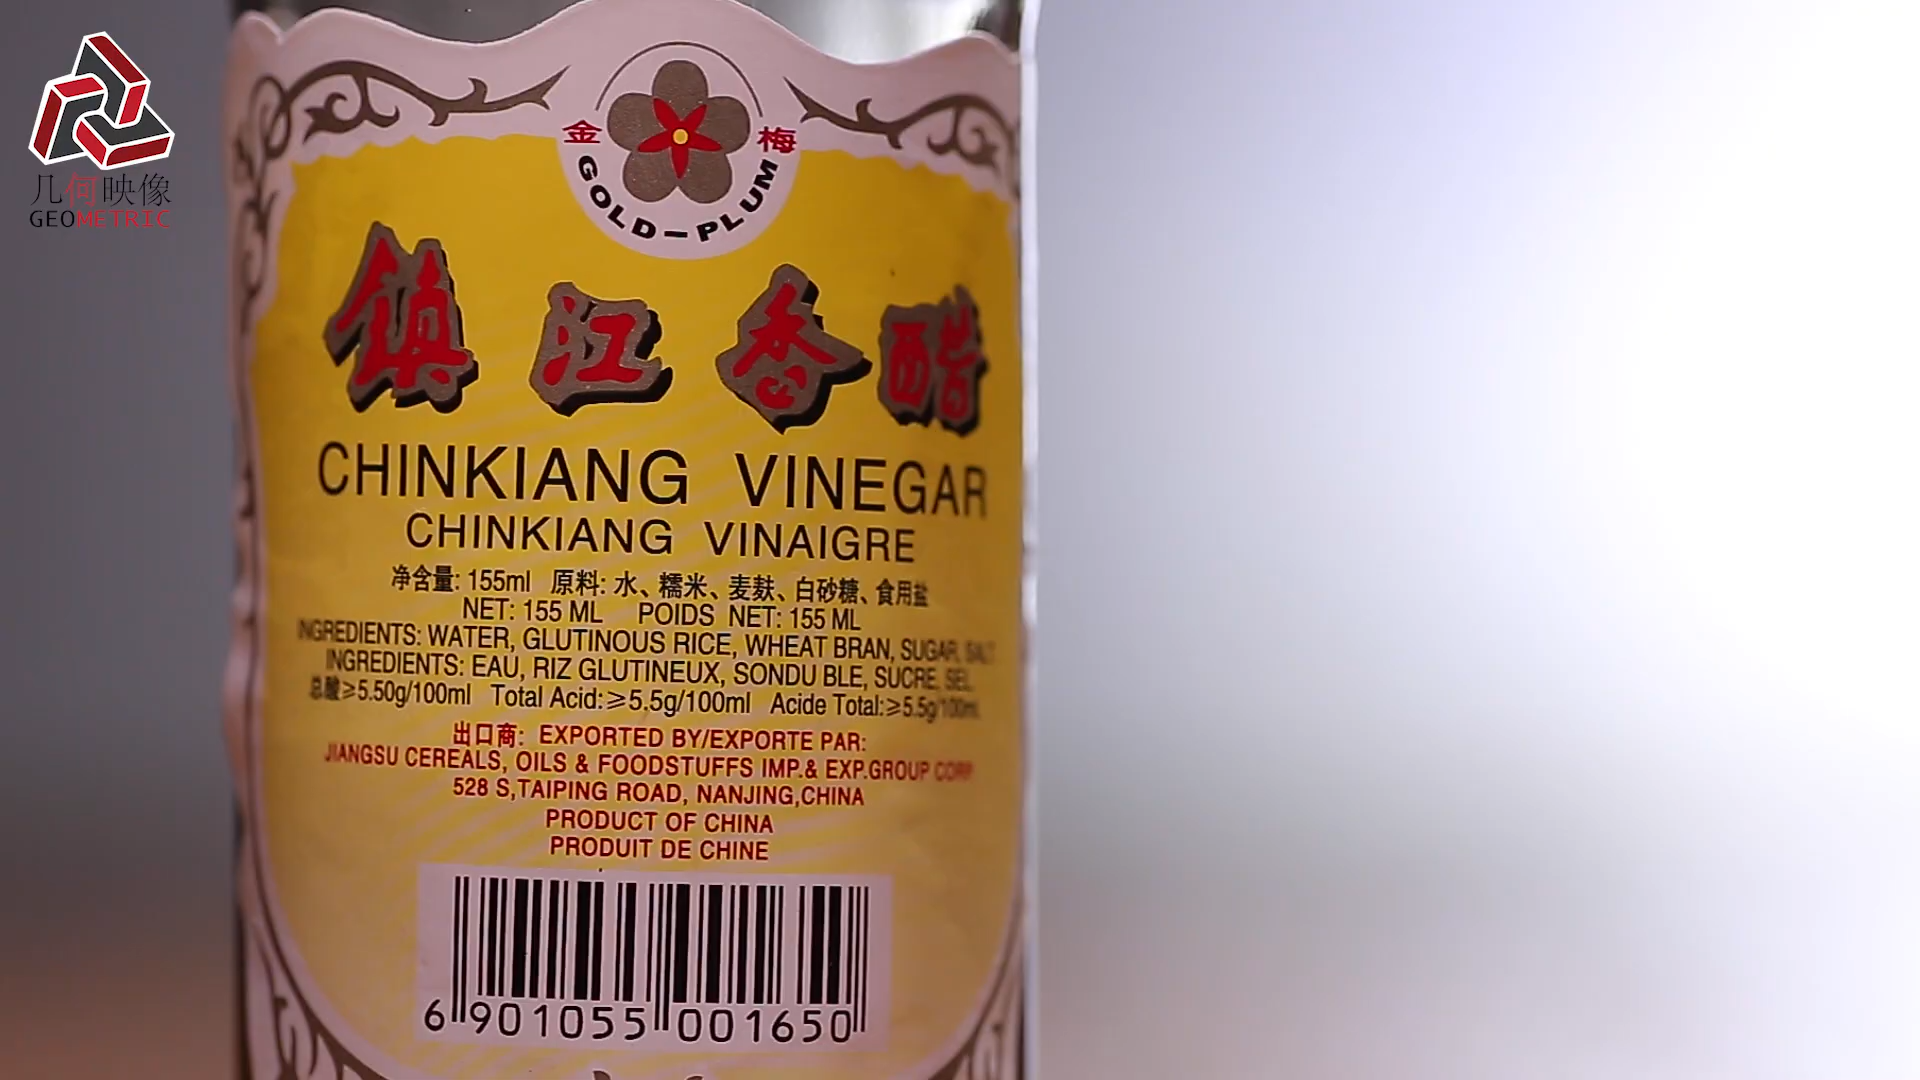 几何映像
GEOMETRIC
金 梅
GOLD-PLUM
鎮江香醋
CHINKIANG VINEGAR
CHINKIANG VINAIGRE
净含量: 155ml 原料: 水、糯米、麦麸、白砂糖、食用盐
NET: 155 ML POIDS NET: 155 ML
INGREDIENTS: WATER, GLUTINOUS RICE, WHEAT BRAN, SUGAR, SALT
INGREDIENTS: EAU, RIZ GLUTINEUX, SONDU BLE, SUCRE, SEL
总酸≥5.50g/100ml Total Acid:≥5.5g/100ml Acide Total:≥5.5g/100ml
出口商: EXPORTED BY/EXPORTE PAR:
JIANGSU CEREALS, OILS & FOODSTUFFS IMP.& EXP.GROUP CORP.
528 S,TAIPING ROAD, NANJING,CHINA
PRODUCT OF CHINA
PRODUIT DE CHINE
6 901055 001650